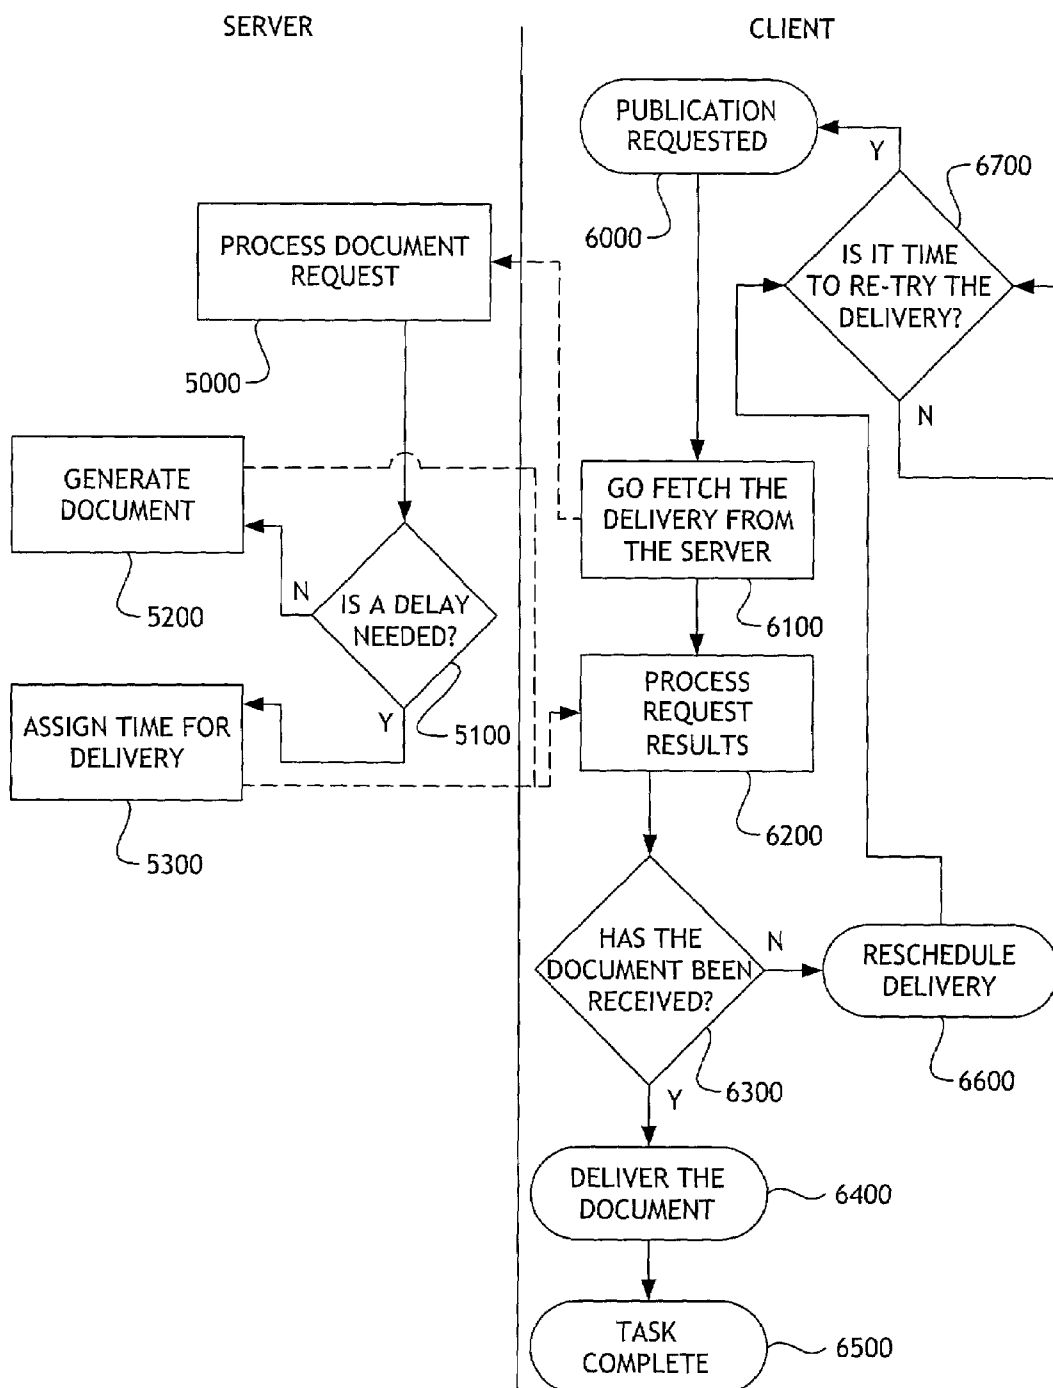 SERVER
CLIENT
PUBLICATION
REQUESTED
6000
Y
6700
IS IT TIME
TO RE-TRY THE
DELIVERY?
N
PROCESS DOCUMENT
REQUEST
5000
GENERATE
DOCUMENT
5200
N
IS A DELAY
NEEDED?
Y
5100
ASSIGN TIME FOR
DELIVERY
5300
GO FETCH THE
DELIVERY FROM
THE SERVER
6100
PROCESS
REQUEST
RESULTS
6200
HAS THE
DOCUMENT BEEN
RECEIVED?
N
6300
Y
RESCHEDULE
DELIVERY
6600
DELIVER THE
DOCUMENT
6400
TASK
COMPLETE
6500